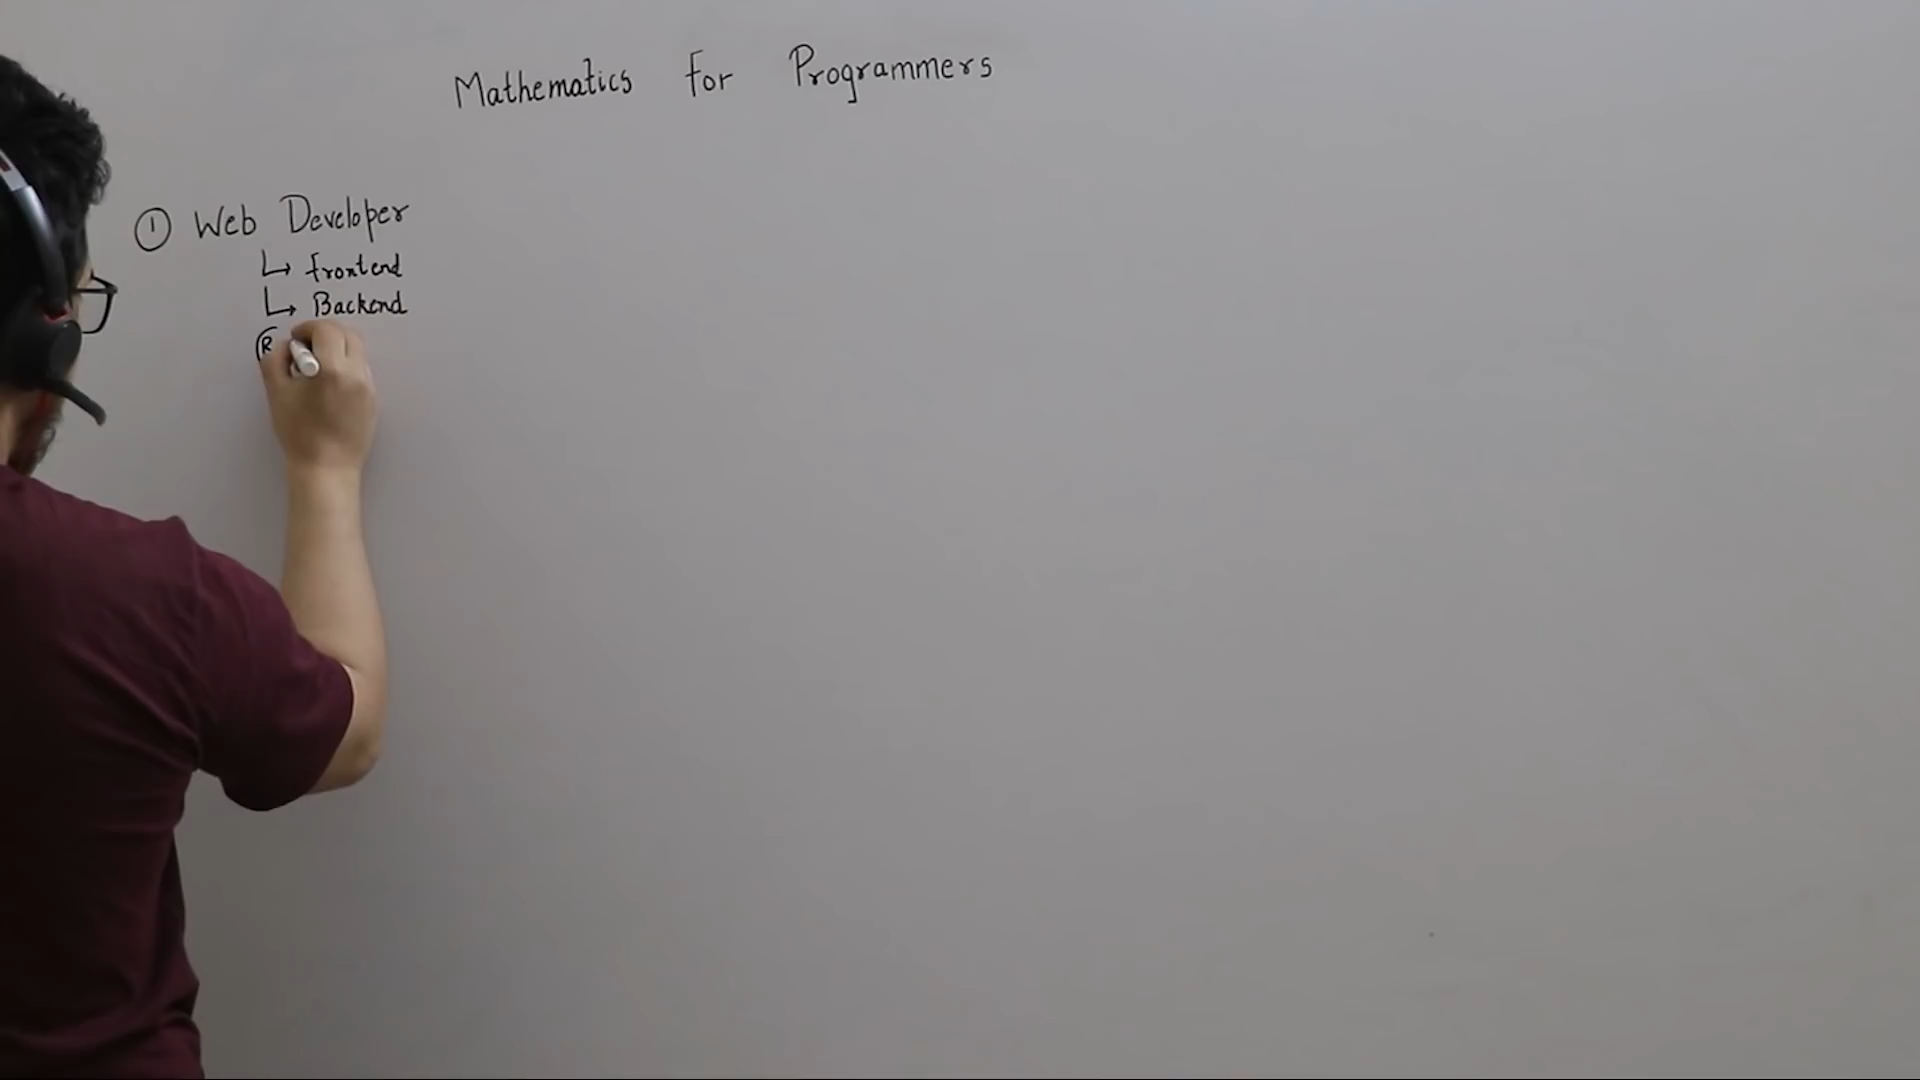 Mathematics for Programmers
① Web Developer
↳ frontend
↳ Backend
(R